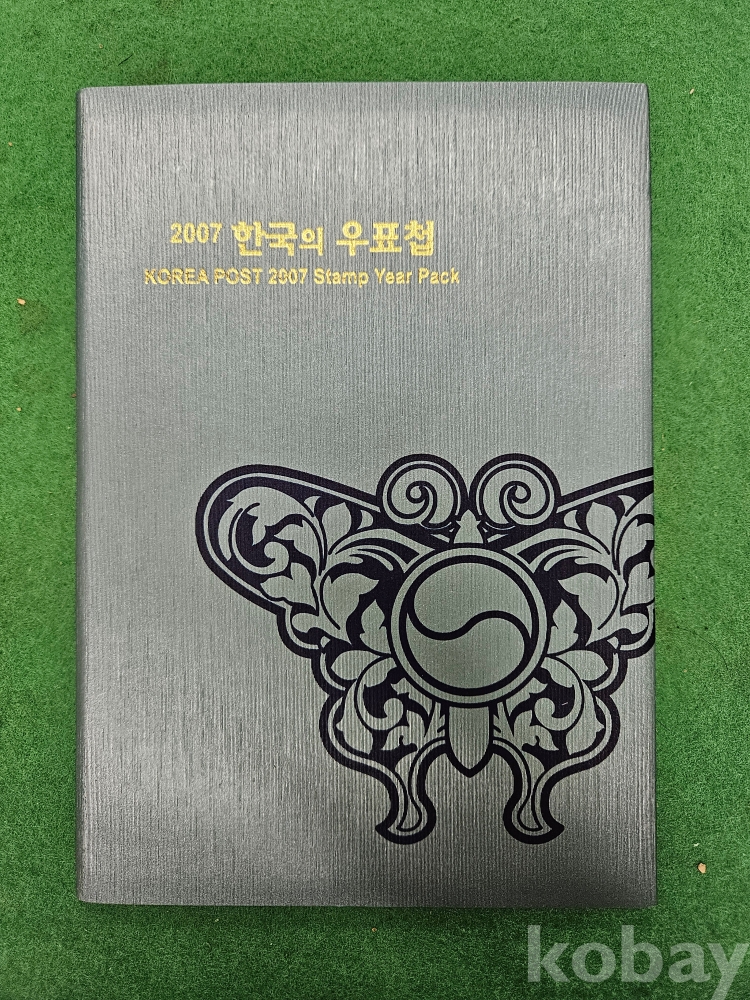 2007 한국의 우표첩
KOREA POST 2007 Stamp Year Pack
kobay